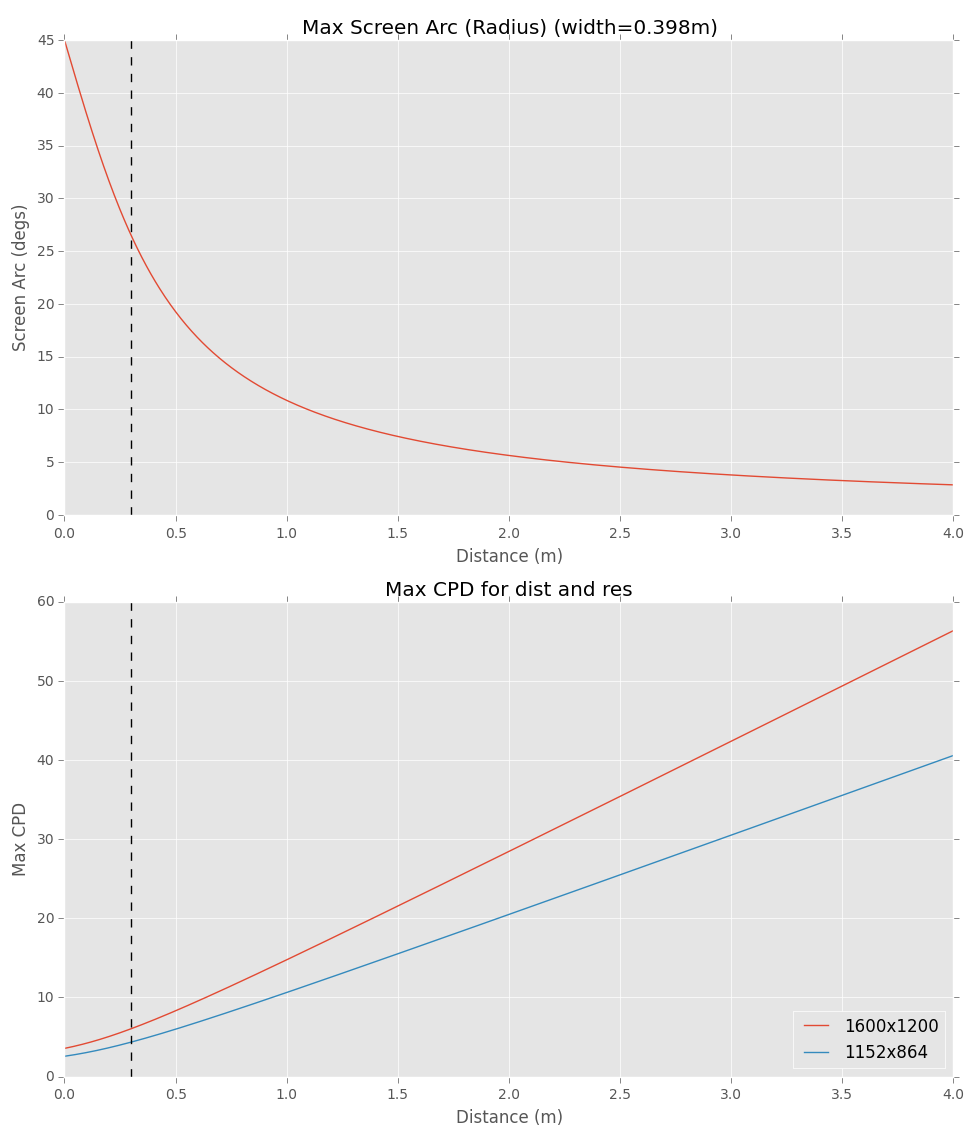 Max Screen Arc (Radius) (width=0.398m)
45
40
35
30
25
20
15
10
5
0
Screen Arc (degs)
0.0 0.5 1.0 1.5 2.0 2.5 3.0 3.5 4.0
Distance (m)
Max CPD for dist and res
60
50
40
30
20
10
0
Max CPD
1600x1200
1152x864
0.0 0.5 1.0 1.5 2.0 2.5 3.0 3.5 4.0
Distance (m)